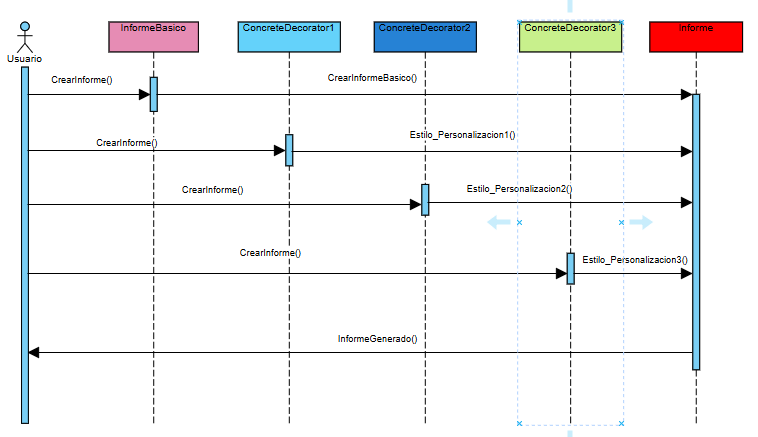 InformeBasico
ConcreteDecorator1
ConcreteDecorator2
ConcreteDecorator3
Informe
Usuario
CrearInforme()
CrearInformeBasico()
CrearInforme()
Estilo_Personalizacion1()
CrearInforme()
Estilo_Personalizacion2()
CrearInforme()
Estilo_Personalizacion3()
InformeGenerado()